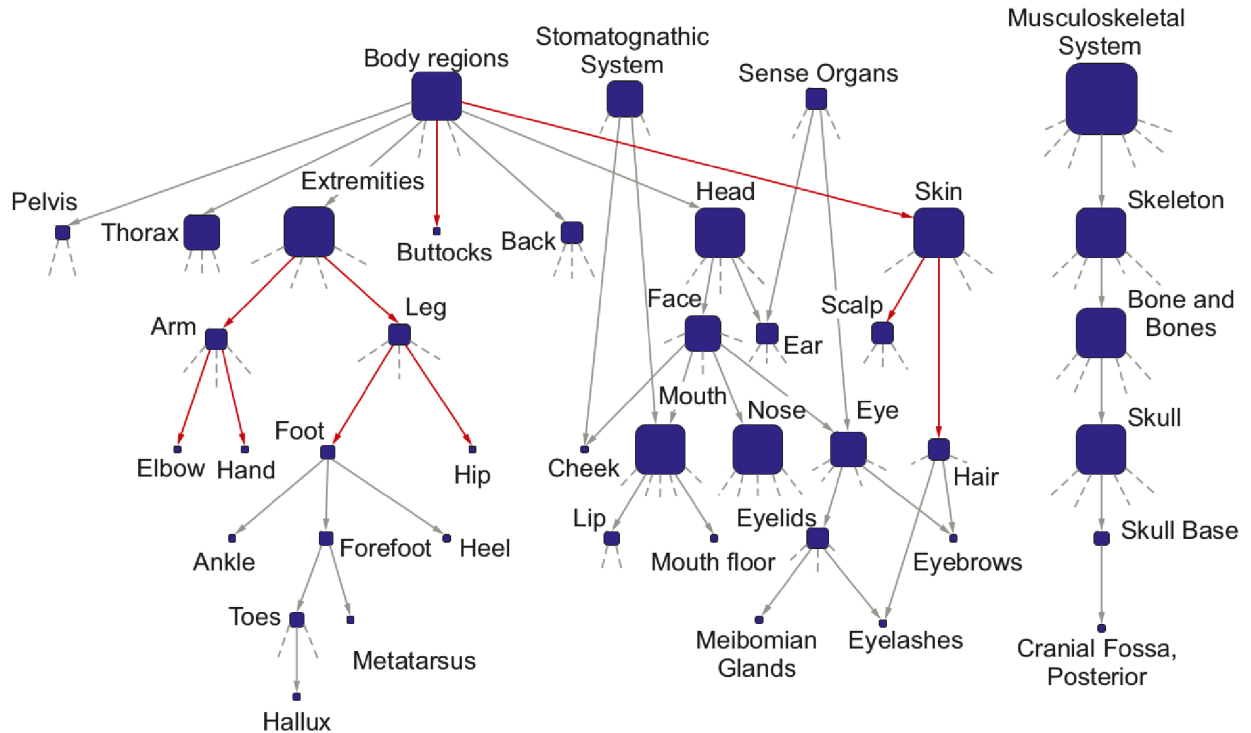 Musculoskeletal
System
Stomatognathic
System
Body regions
Sense Organs
Pelvis
Extremities
Head
Skin
Skeleton
Thorax
Buttocks
Back
Face
Scalp
Bone and
Bones
Arm
Leg
Ear
Mouth
Nose
Eye
Skull
Foot
Elbow
Hand
Hip
Cheek
Hair
Lip
Eyelids
Skull Base
Ankle
Forefoot
Heel
Mouth floor
Eyebrows
Toes
Metatarsus
Meibomian
Glands
Eyelashes
Cranial Fossa,
Posterior
Hallux